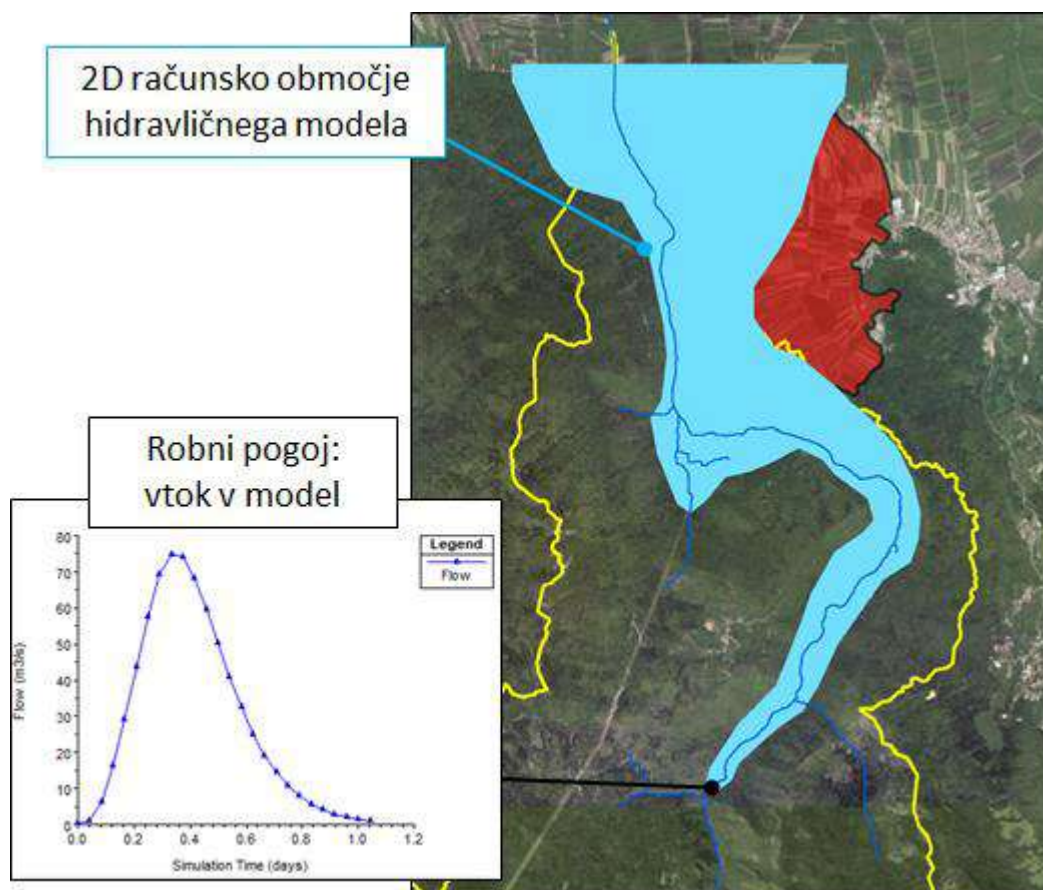 2D računsko območje
hidravličnega modela
Robni pogoj:
vtok v model
80
70
60
50
40
30
20
10
0
Flow (m3/s)
0.0
0.2
0.4
0.6
0.8
1.0
1.2
Simulation Time (days)
Legend
Flow